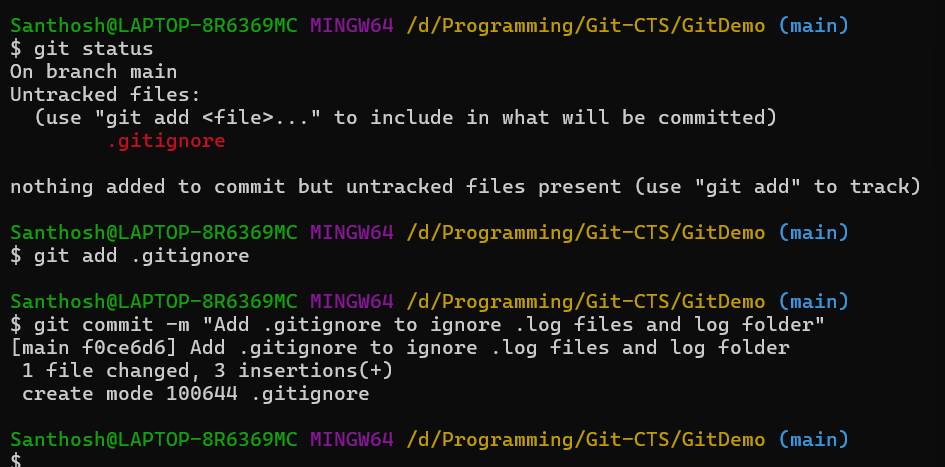 Santhosh@LAPTOP-8R6369MC MINGW64 /d/Programming/Git-CTS/GitDemo (main)
$ git status
On branch main
Untracked files:
  (use "git add <file>..." to include in what will be committed)
        .gitignore

nothing added to commit but untracked files present (use "git add" to track)

Santhosh@LAPTOP-8R6369MC MINGW64 /d/Programming/Git-CTS/GitDemo (main)
$ git add .gitignore

Santhosh@LAPTOP-8R6369MC MINGW64 /d/Programming/Git-CTS/GitDemo (main)
$ git commit -m "Add .gitignore to ignore .log files and log folder"
[main f0ce6d6] Add .gitignore to ignore .log files and log folder
 1 file changed, 3 insertions(+)
 create mode 100644 .gitignore

Santhosh@LAPTOP-8R6369MC MINGW64 /d/Programming/Git-CTS/GitDemo (main)
$